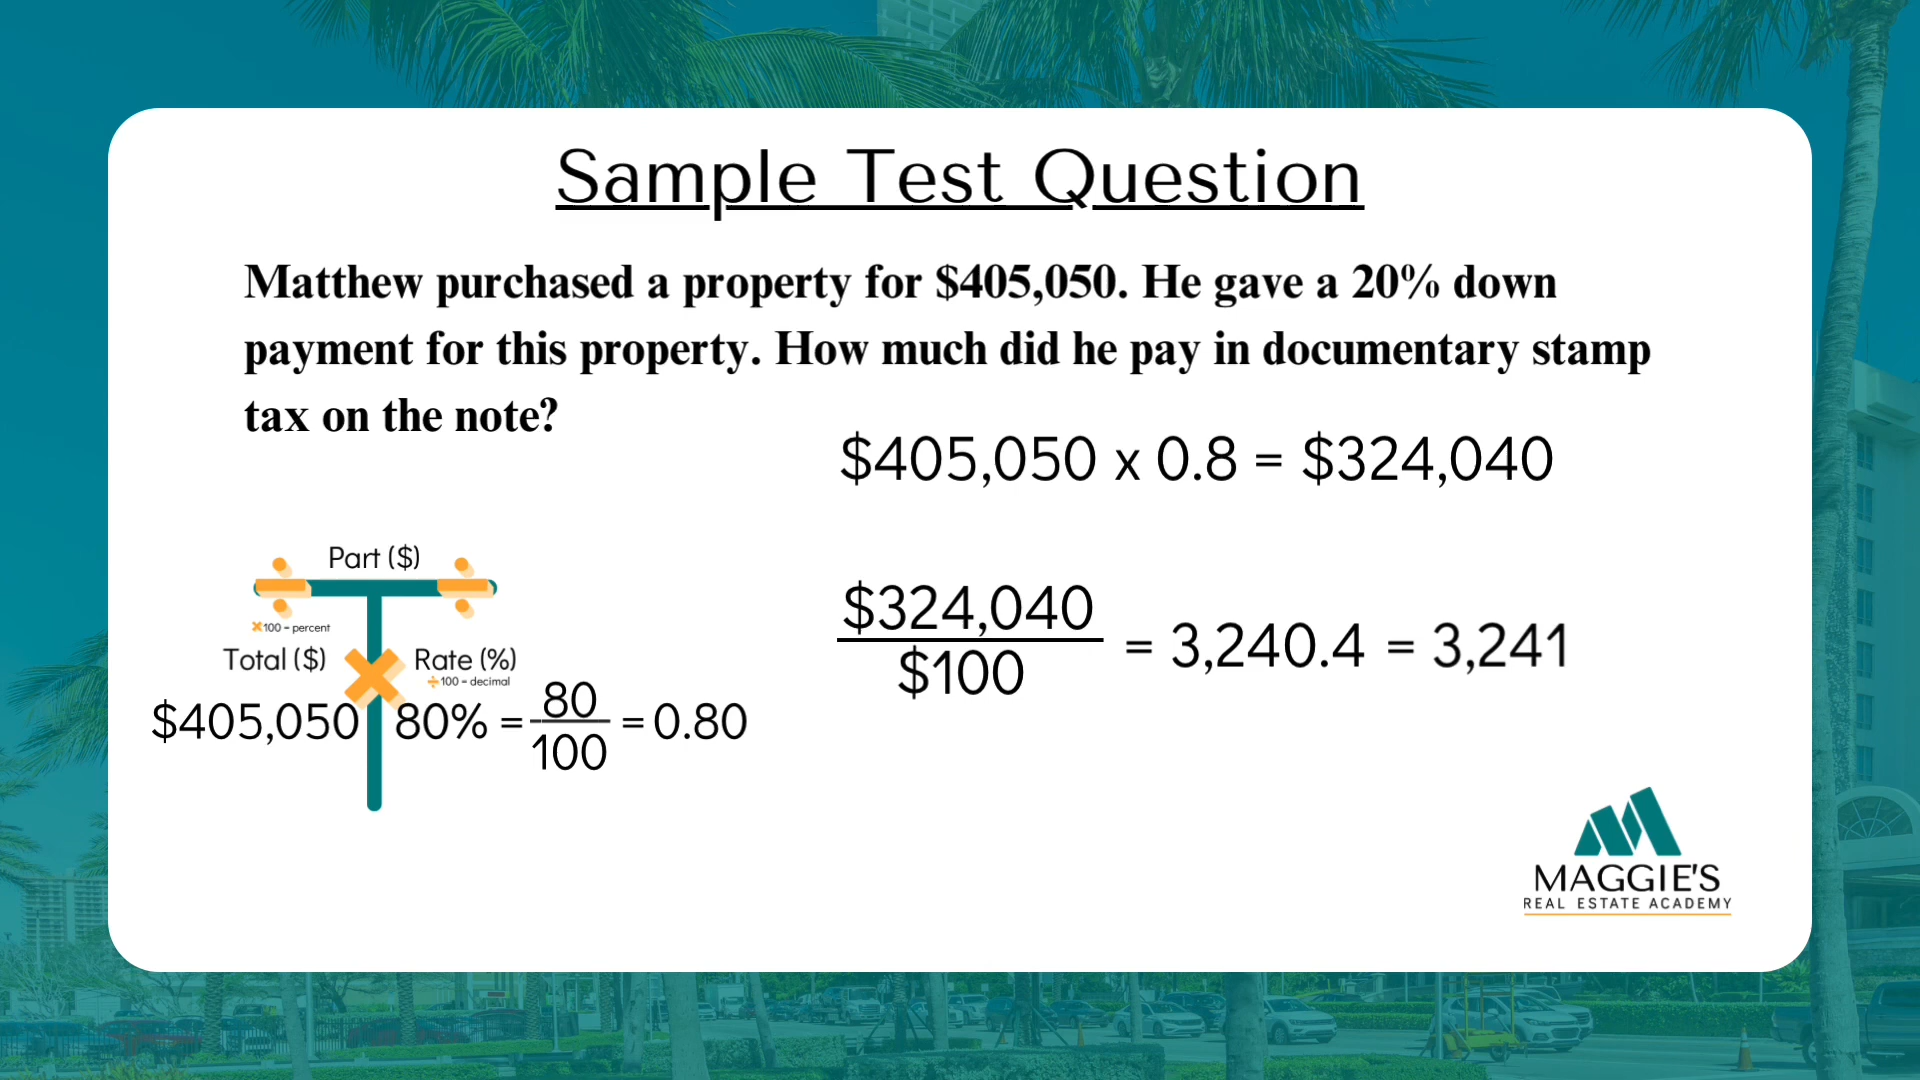 Sample Test Question
Matthew purchased a property for $405,050. He gave a 20% down
payment for this property. How much did he pay in documentary stamp
tax on the note?
$405,050 x 0.8 = $324,040
Part ($)
×100 = percent
Total ($)
Rate (%)
÷100 = decimal
$405,050
80% = 80/100 = 0.80
$324,040/$100 = 3,240.4 = 3,241
MAGGIE'S
REAL ESTATE ACADEMY